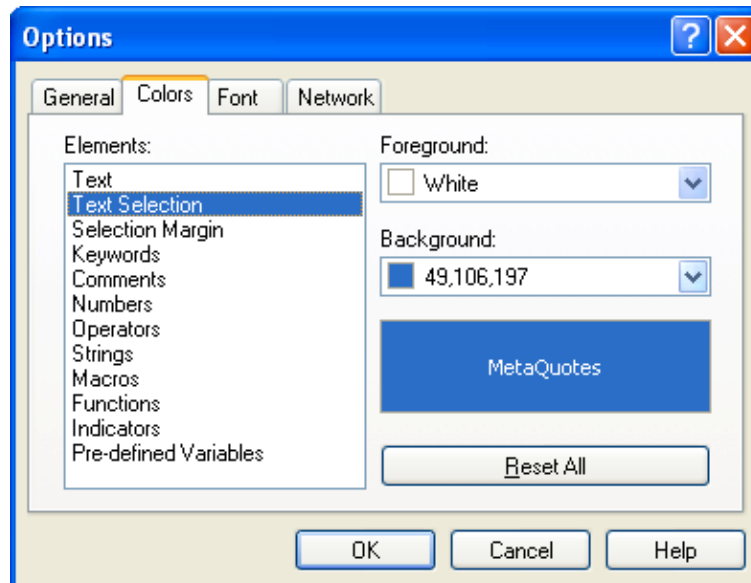 Options
General Colors Font Network
Elements:
Text
Text Selection
Selection Margin
Keywords
Comments
Numbers
Operators
Strings
Macros
Functions
Indicators
Pre-defined Variables
Foreground:
White
Background:
49,106,197
MetaQuotes
Reset All
OK Cancel Help